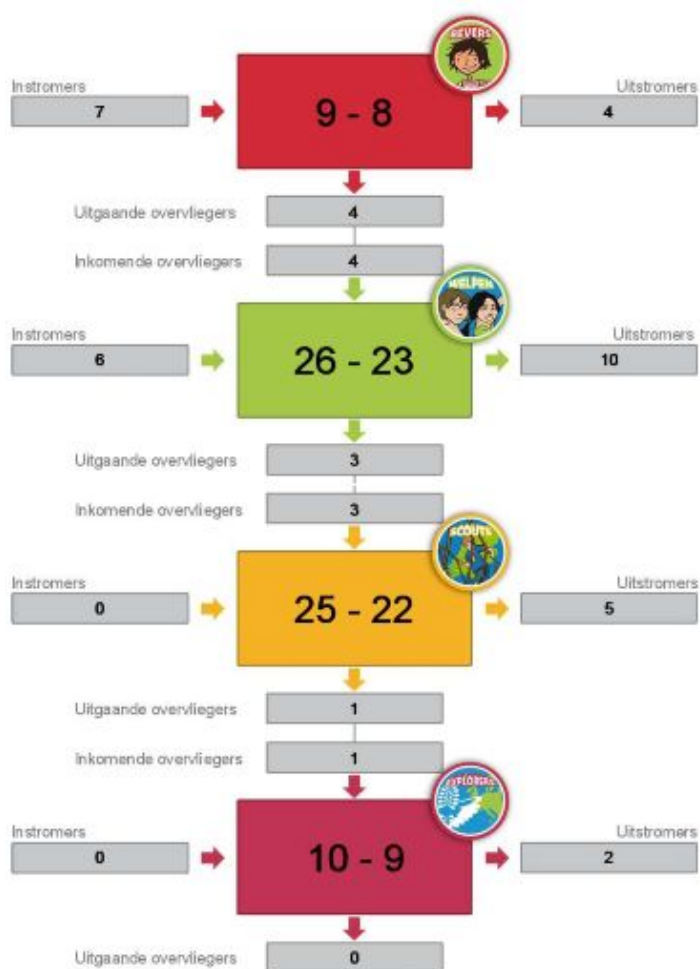 BEVERS
Instromers
7
9 - 8
Uitstromers
4
Uitgaande overvliegers
4
Inkomende overvliegers
4
WELPEN
Instromers
6
26 - 23
Uitstromers
10
Uitgaande overvliegers
3
Inkomende overvliegers
3
SCOUTS
Instromers
0
25 - 22
Uitstromers
5
Uitgaande overvliegers
1
Inkomende overvliegers
1
EXPLORERS
Instromers
0
10 - 9
Uitstromers
2
Uitgaande overvliegers
0